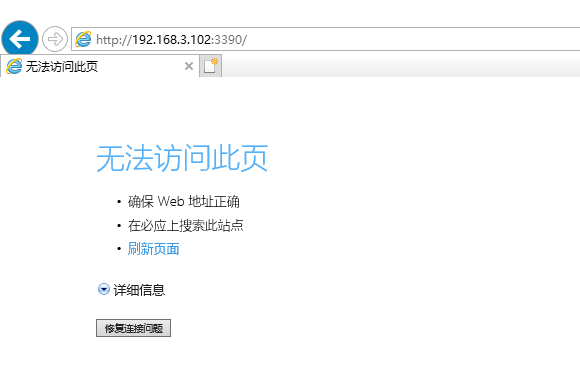 http://192.168.3.102:3390/
无法访问此页
无法访问此页
确保 Web 地址正确
在必应上搜索此站点
刷新页面
详细信息
修复连接问题